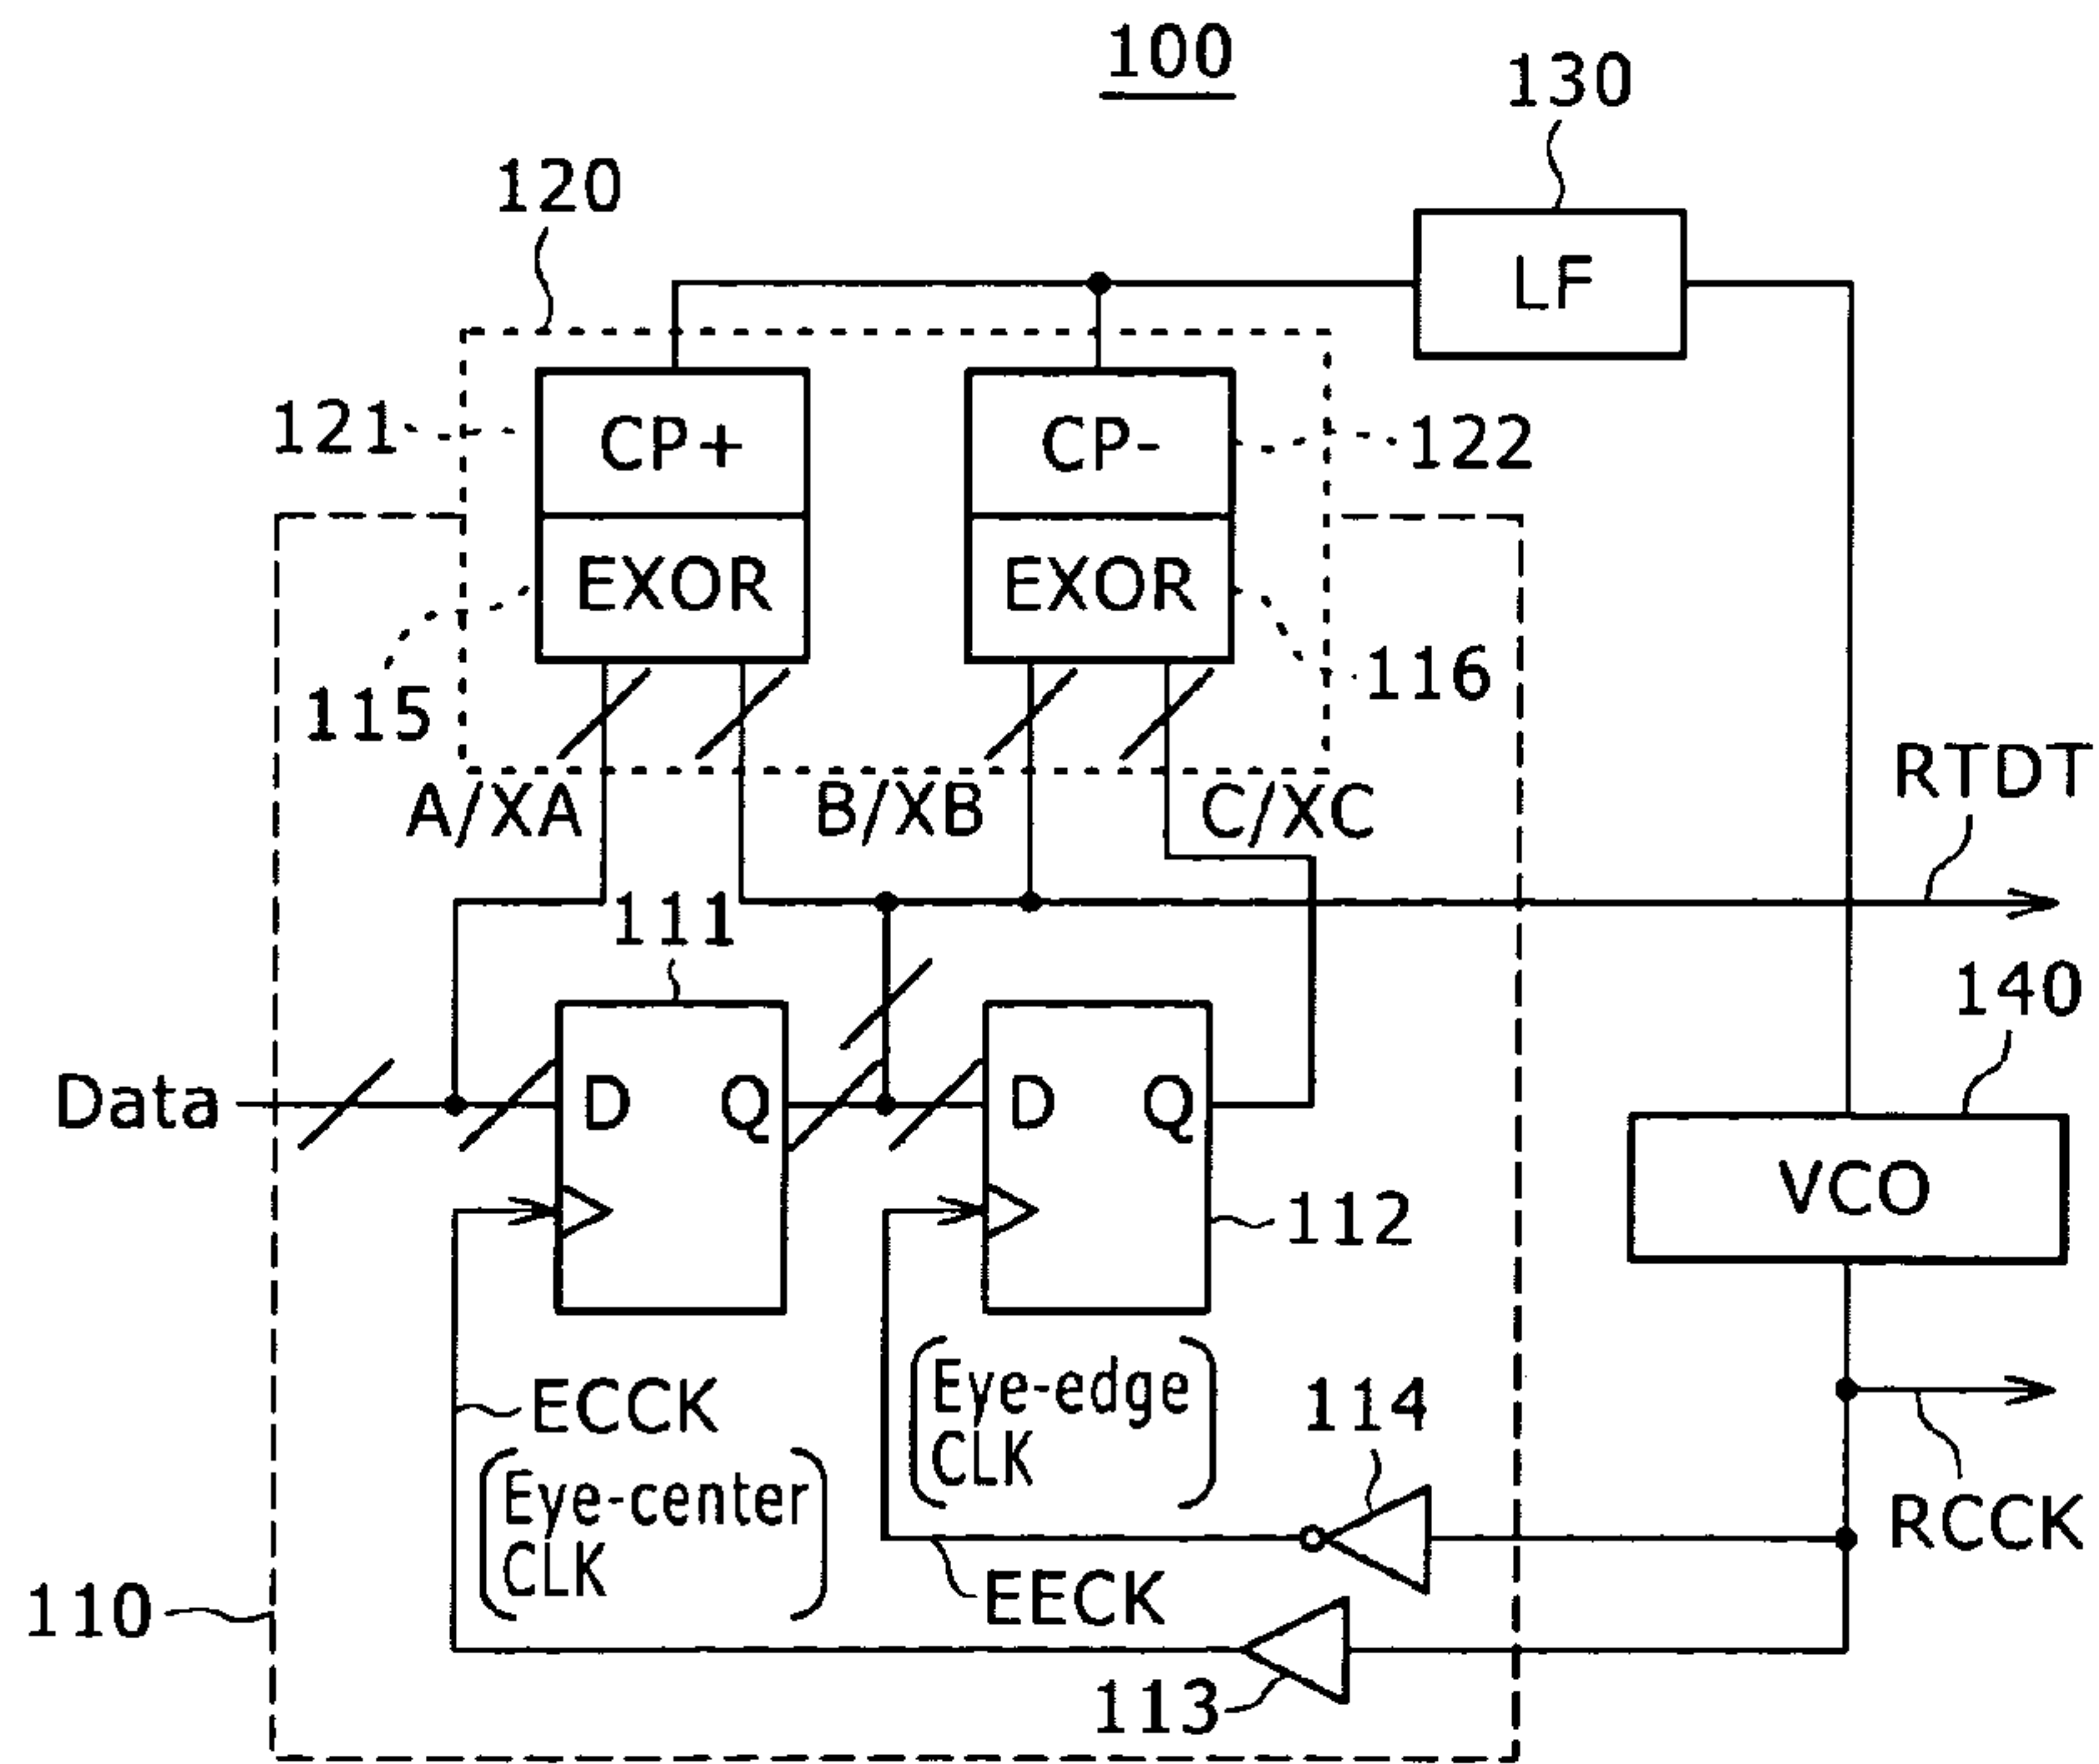 100
130
120
LF
121
CP+
CP-
122
EXOR
EXOR
115
116
RTDT
A/XA
B/XB
C/XC
111
140
Data
D
Q
D
Q
VCO
112
Eye-edge
CLK
ECCK
114
Eye-center
CLK
RCCK
EECK
110
113